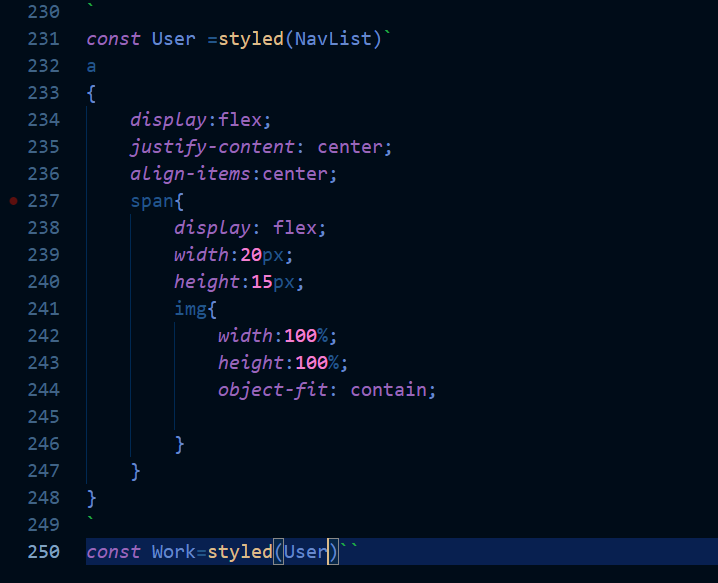 230 `
231 const User =styled(NavList)`
232 a
233 {
234     display:flex;
235     justify-content: center;
236     align-items:center;
237     span{
238         display: flex;
239         width:20px;
240         height:15px;
241         img{
242             width:100%;
243             height:100%;
244             object-fit: contain;
245
246         }
247     }
248 }
249 `
250 const Work=styled(User)``